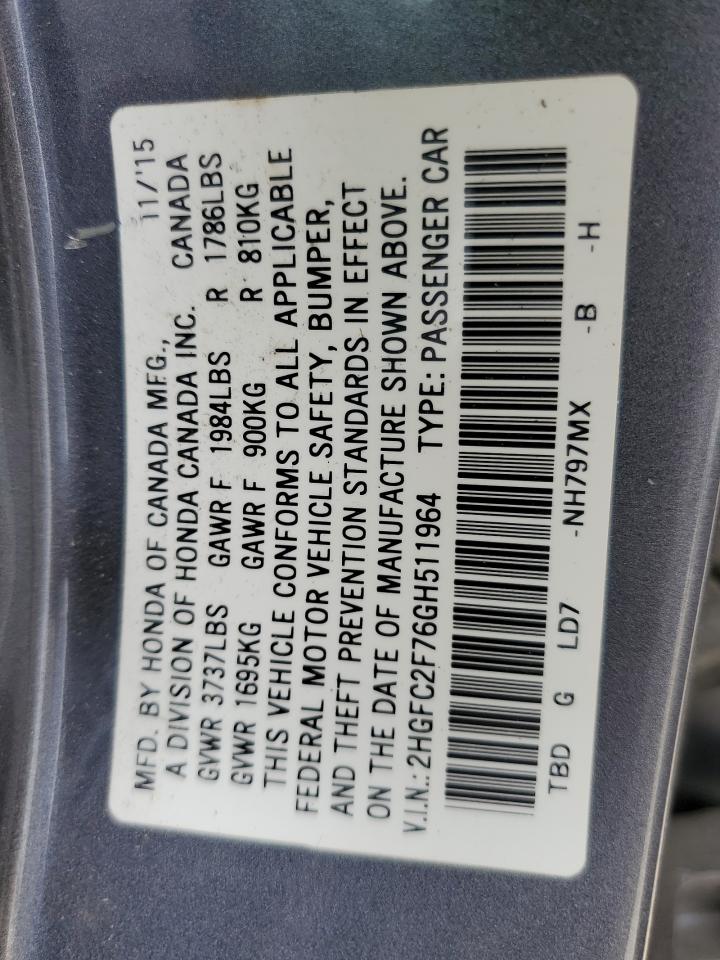 MFD. BY HONDA OF CANADA MFG., 11/'15
A DIVISION OF HONDA CANADA INC. CANADA
GVWR 3737LBS GAWR F 1984LBS R 1786LBS
GVWR 1695KG GAWR F 900KG R 810KG
THIS VEHICLE CONFORMS TO ALL APPLICABLE
FEDERAL MOTOR VEHICLE SAFETY, BUMPER,
AND THEFT PREVENTION STANDARDS IN EFFECT
ON THE DATE OF MANUFACTURE SHOWN ABOVE.
V.I.N.: 2HGFC2F76GH511964 TYPE: PASSENGER CAR
TBD G LD7 -NH797MX -B -H